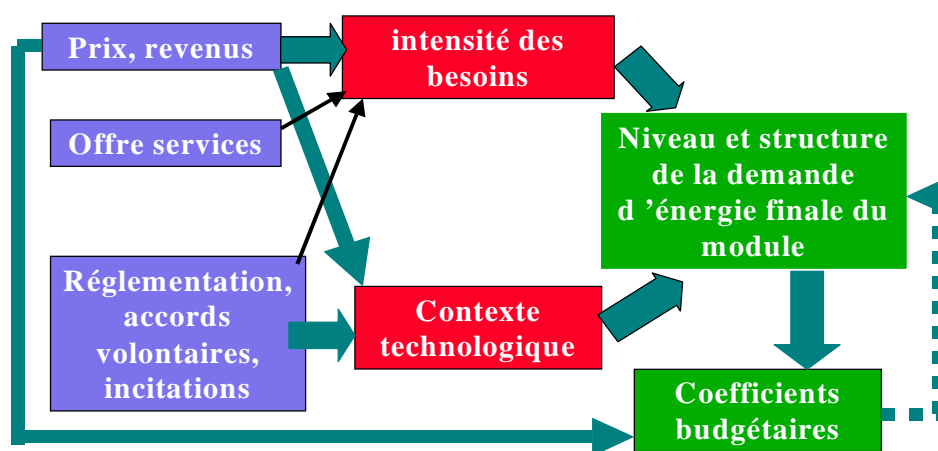 Prix, revenus
intensité des
besoins
Offre services
Niveau et structure
de la demande
d ’énergie finale du
module
Réglementation,
accords
volontaires,
incitations
Contexte
technologique
Coefficients
budgétaires